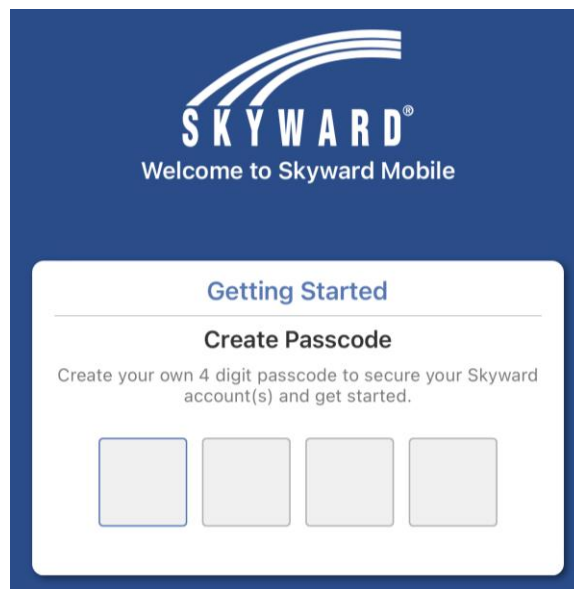 SKYWARD®
Welcome to Skyward Mobile
Getting Started
Create Passcode
Create your own 4 digit passcode to secure your Skyward
account(s) and get started.